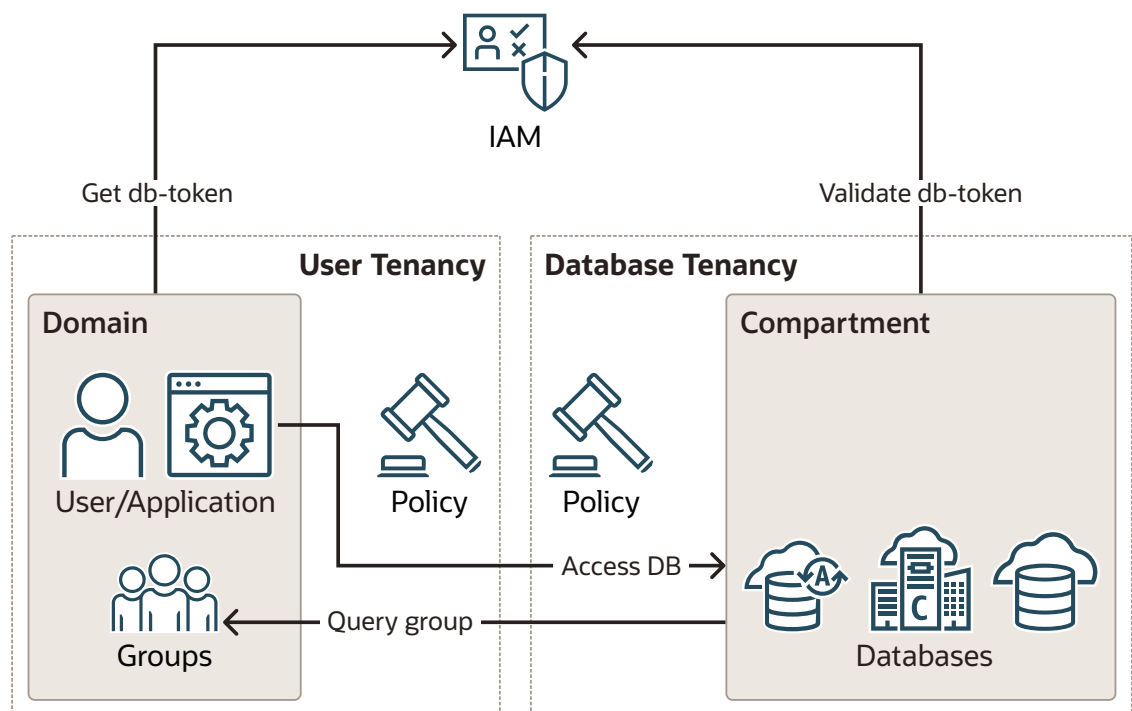 IAM
Get db-token
Validate db-token
User Tenancy
Database Tenancy
Domain
Compartment
User/Application
Policy
Policy
Access DB
Query group
Groups
A
C
Databases